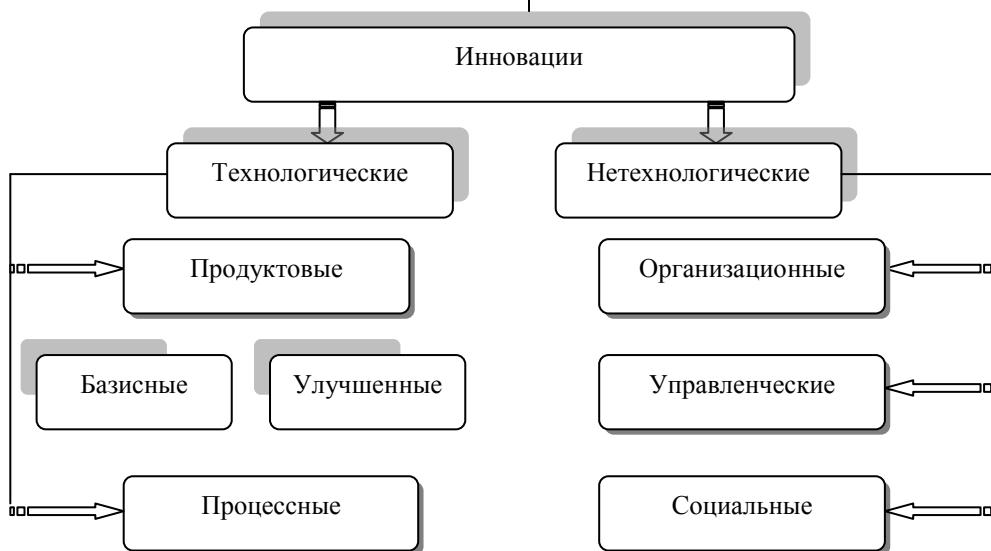 Инновации
Технологические
Нетехнологические
Продуктовые
Организационные
Базисные
Улучшенные
Управленческие
Процессные
Социальные